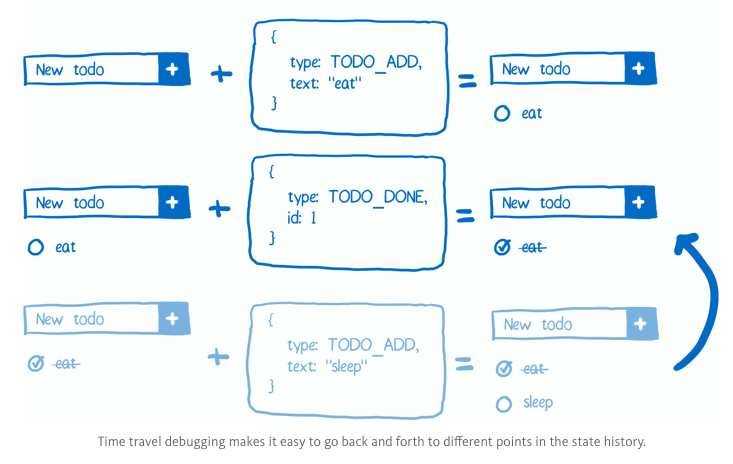 {
New todo + + type: TODO_ADD, = New todo +
text: "eat"
}
eat
{
New todo + + type: TODO_DONE, = New todo +
id: 1
eat
}
eat
{
New todo + + type: TODO_ADD, = New todo +
text: "sleep"
eat
}
eat
sleep
Time travel debugging makes it easy to go back and forth to different points in the state history.